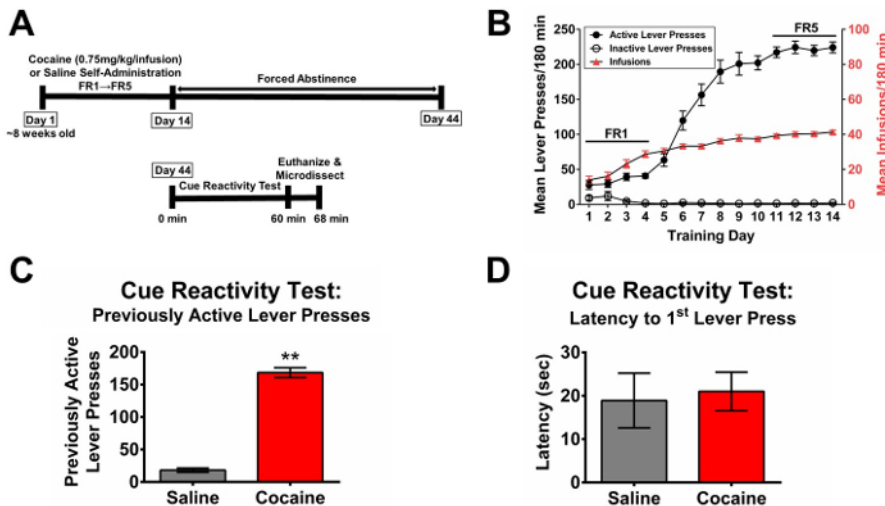 A
Cocaine (0.75mg/kg/infusion)
or Saline Self-Administration
FR1→FR5
Forced Abstinence
Day 1
Day 14
Day 44
~8 weeks old
Day 44
Euthanize &
Microdissect
Cue Reactivity Test
0 min
60 min
68 min
B
Mean Lever Presses/180 min
250
200
150
100
50
0
Active Lever Presses
Inactive Lever Presses
Infusions
FR1
FR5
100
80
60
40
20
0
Mean Infusions/180 min
1 2 3 4 5 6 7 8 9 10 11 12 13 14
Training Day
C
Cue Reactivity Test:
Previously Active Lever Presses
Previously Active
Lever Presses
200
150
100
50
0
**
Saline Cocaine
D
Cue Reactivity Test:
Latency to 1st Lever Press
Latency (sec)
30
20
10
0
Saline Cocaine